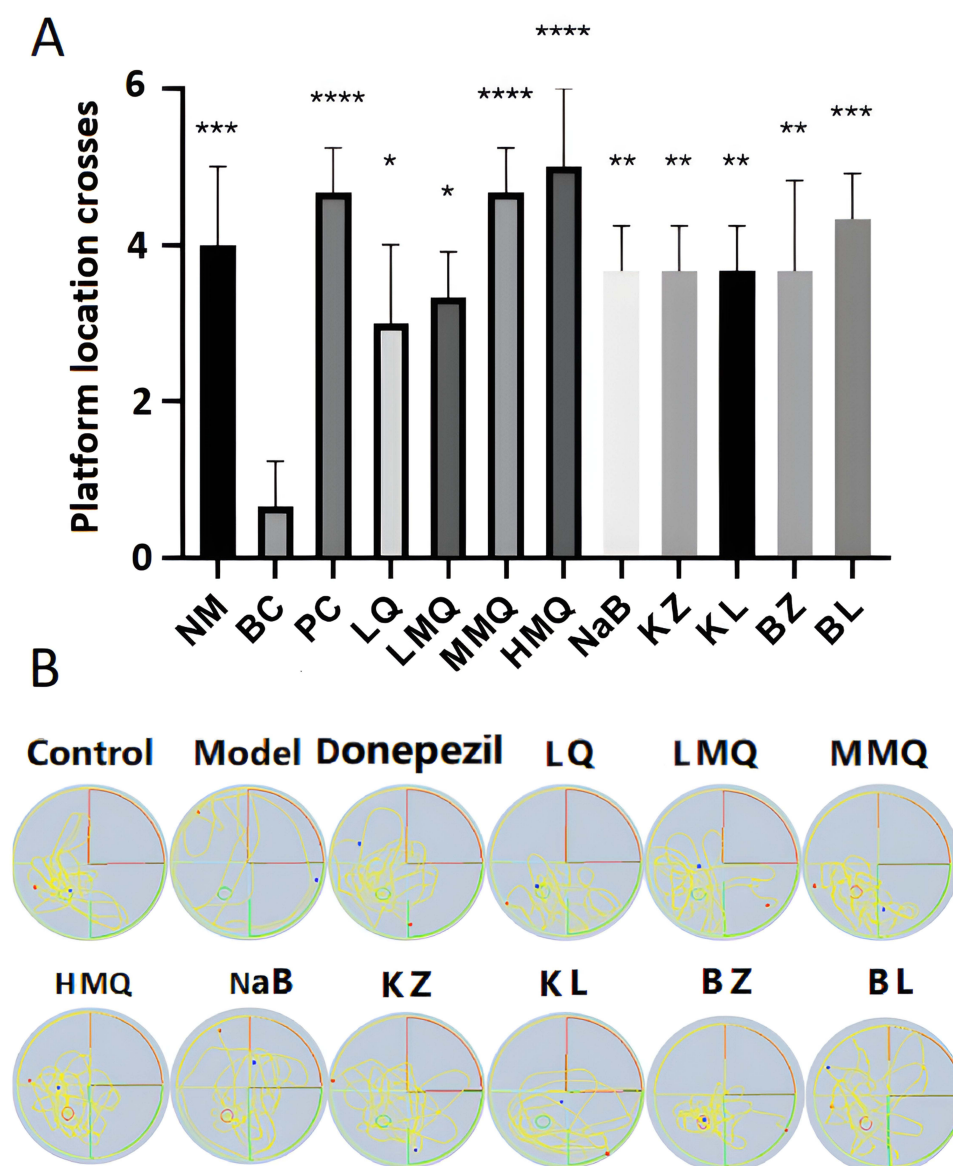 A
Platform location crosses
6
4
2
0
*** **** * * **** **** ** ** ** ** ***
NM BC PC LQ LMQ MMQ HMQ NaB KZ KL BZ BL
B
Control Model Donepezil LQ LMQ MMQ
HMQ NaB KZ KL BZ BL